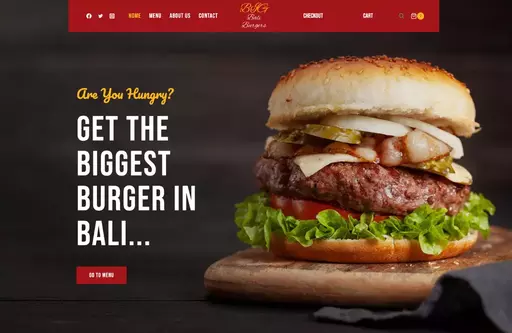 HOME MENU ABOUT US CONTACT
BIG
Bali
Burgers
CHECKOUT CART
Are You Hungry?
GET THE
BIGGEST
BURGER IN
BALI...
GO TO MENU